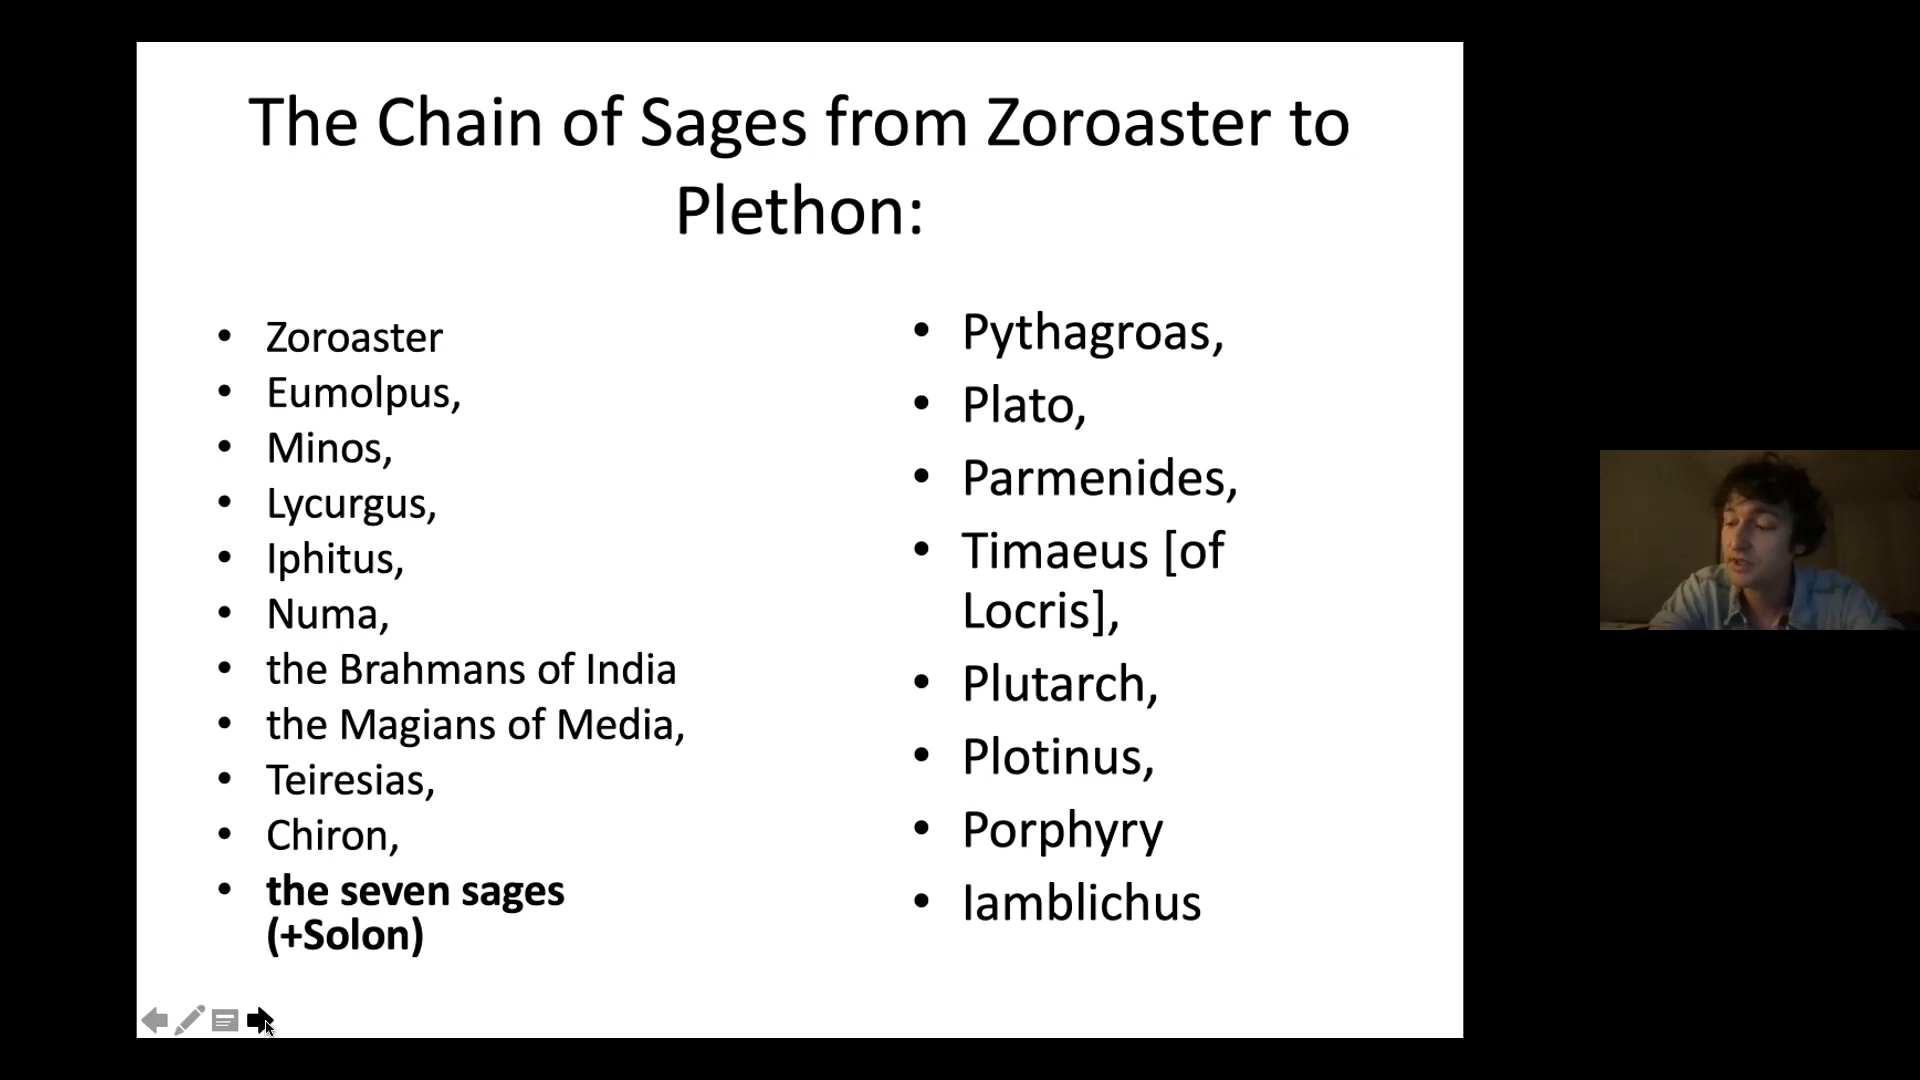 The Chain of Sages from Zoroaster to
Plethon:
• Zoroaster
• Eumolpus,
• Minos,
• Lycurgus,
• Iphitus,
• Numa,
• the Brahmans of India
• the Magians of Media,
• Teiresias,
• Chiron,
• the seven sages
(+Solon)
• Pythagroas,
• Plato,
• Parmenides,
• Timaeus [of
Locris],
• Plutarch,
• Plotinus,
• Porphyry
• Iamblichus